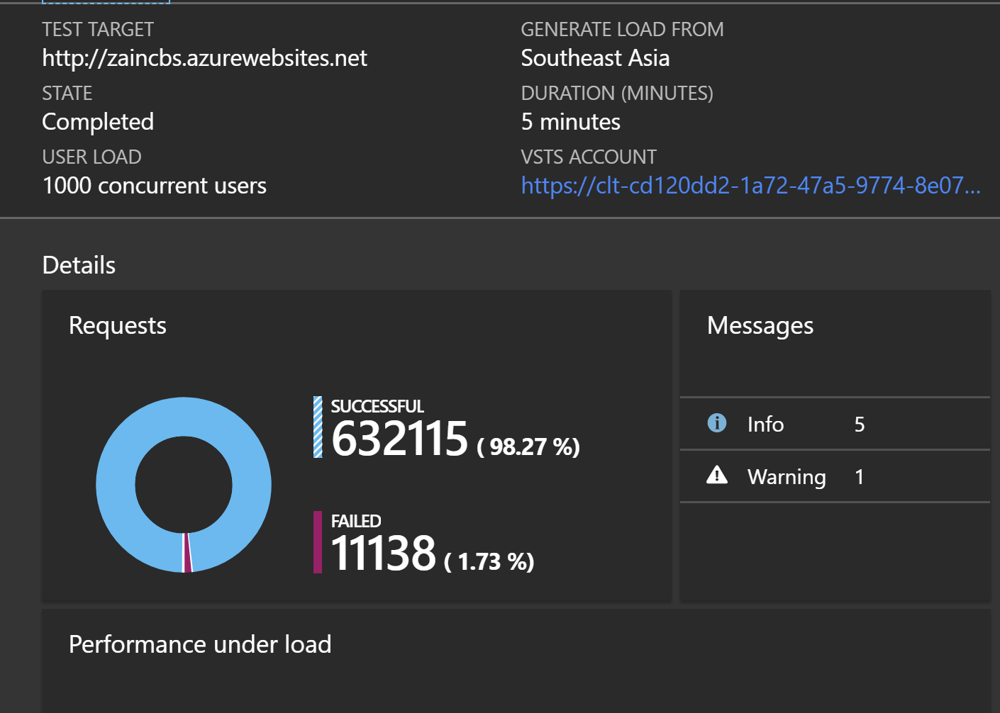 TEST TARGET
http://zaincbs.azurewebsites.net
GENERATE LOAD FROM
Southeast Asia
STATE
Completed
DURATION (MINUTES)
5 minutes
USER LOAD
1000 concurrent users
VSTS ACCOUNT
https://clt-cd120dd2-1a72-47a5-9774-8e07...
Details
Requests
SUCCESSFUL
632115 ( 98.27 %)
FAILED
11138 ( 1.73 %)
Messages
Info 5
Warning 1
Performance under load